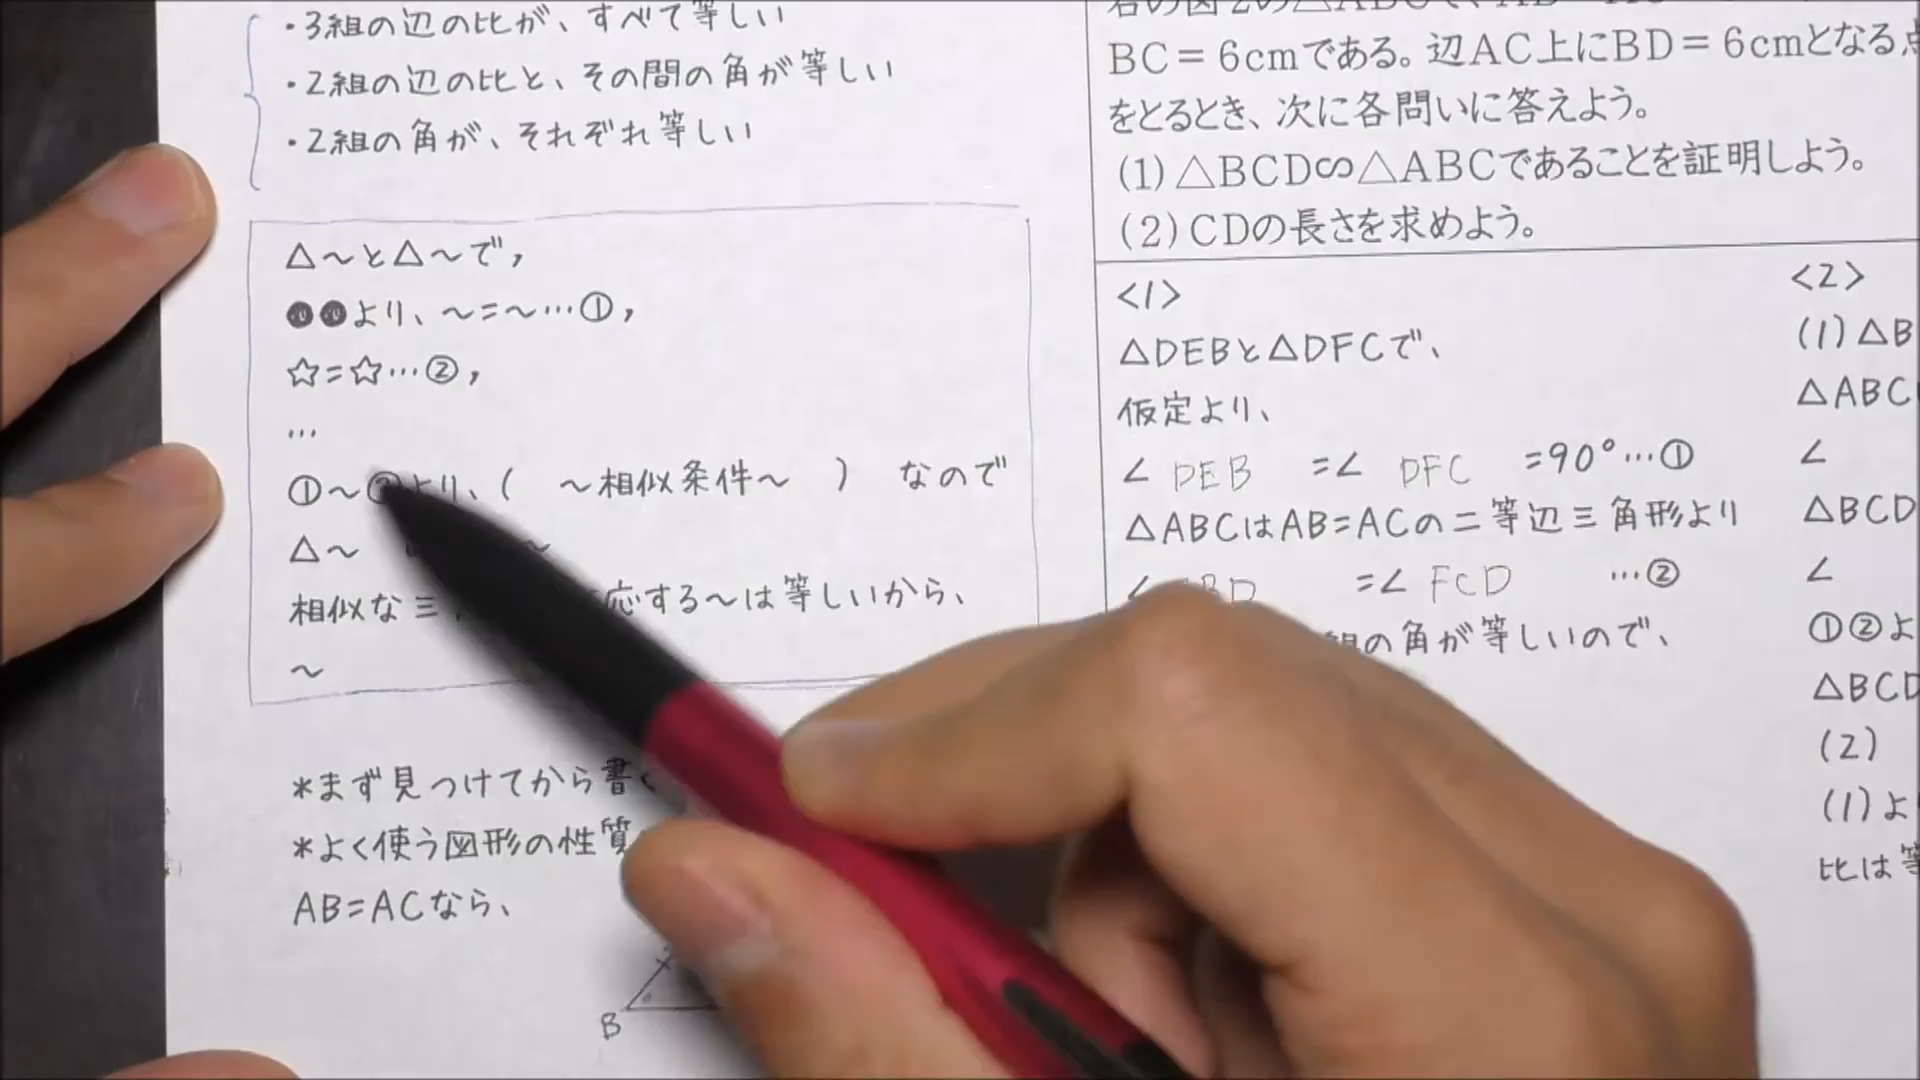 ・3組の辺の比が、すべて等しい
・2組の辺の比と、その間の角が等しい
・2組の角が、それぞれ等しい
△～と△～で,
●●より、～=～…①,
☆=☆…②,
…
①～②より、( ～相似条件～ ) なので
△～ ～
相似な三 応する～は等しいから、
～
*まず見つけてから書く
*よく使う図形の性質
AB=ACなら、
B
BC=6cmである。辺AC上にBD=6cmとなる点
をとるとき、次に各問いに答えよう。
(1)△BCD∽△ABCであることを証明しよう。
(2)CDの長さを求めよう。
<1>
△DEBと△DFCで、
仮定より、
∠ DEB =∠ DFC =90°…①
△ABCはAB=ACの二等辺三角形より
∠ BD =∠ FCD …②
組の角が等しいので、
<2>
(1)△B
△ABC
∠
△BCD
∠
①②よ
△BCD
(2)
(1)よ
比は等